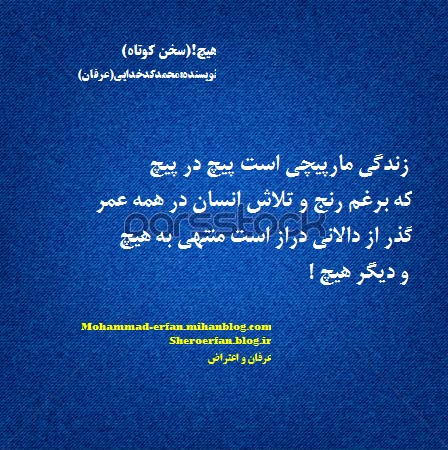 هیچ!(سخن کوتاه)
نویسنده:محمدکدخدایی(عرفان)
زندگی مارپیچی است پیچ در پیچ
که برغم رنج و تلاش انسان در همه عمر
گذر از دالانی دراز است منتهی به هیچ
و دیگر هیچ !
parsstock
Mohammad-erfan.mihanblog.com
Sheroerfan.blog.ir
عرفان و اعتراض